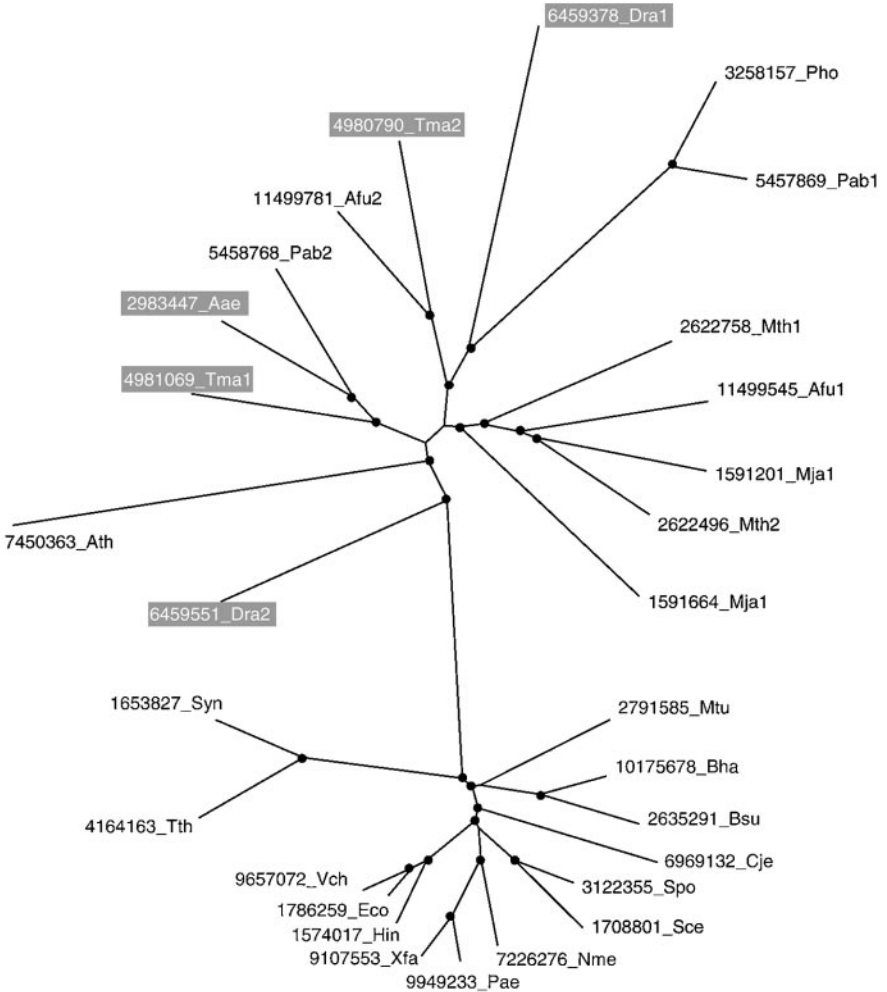 6459378_Dra1
3258157_Pho
4980790_Tma2
5457869_Pab1
11499781_Afu2
5458768_Pab2
2983447_Aae
2622758_Mth1
4981069_Tma1
11499545_Afu1
1591201_Mja1
2622496_Mth2
7450363_Ath
1591664_Mja1
6459551_Dra2
1653827_Syn
2791585_Mtu
10175678_Bha
2635291_Bsu
4164163_Tth
6969132_Cje
9657072_Vch
3122355_Spo
1786259_Eco
1708801_Sce
1574017_Hin
9107553_Xfa
7226276_Nme
9949233_Pae